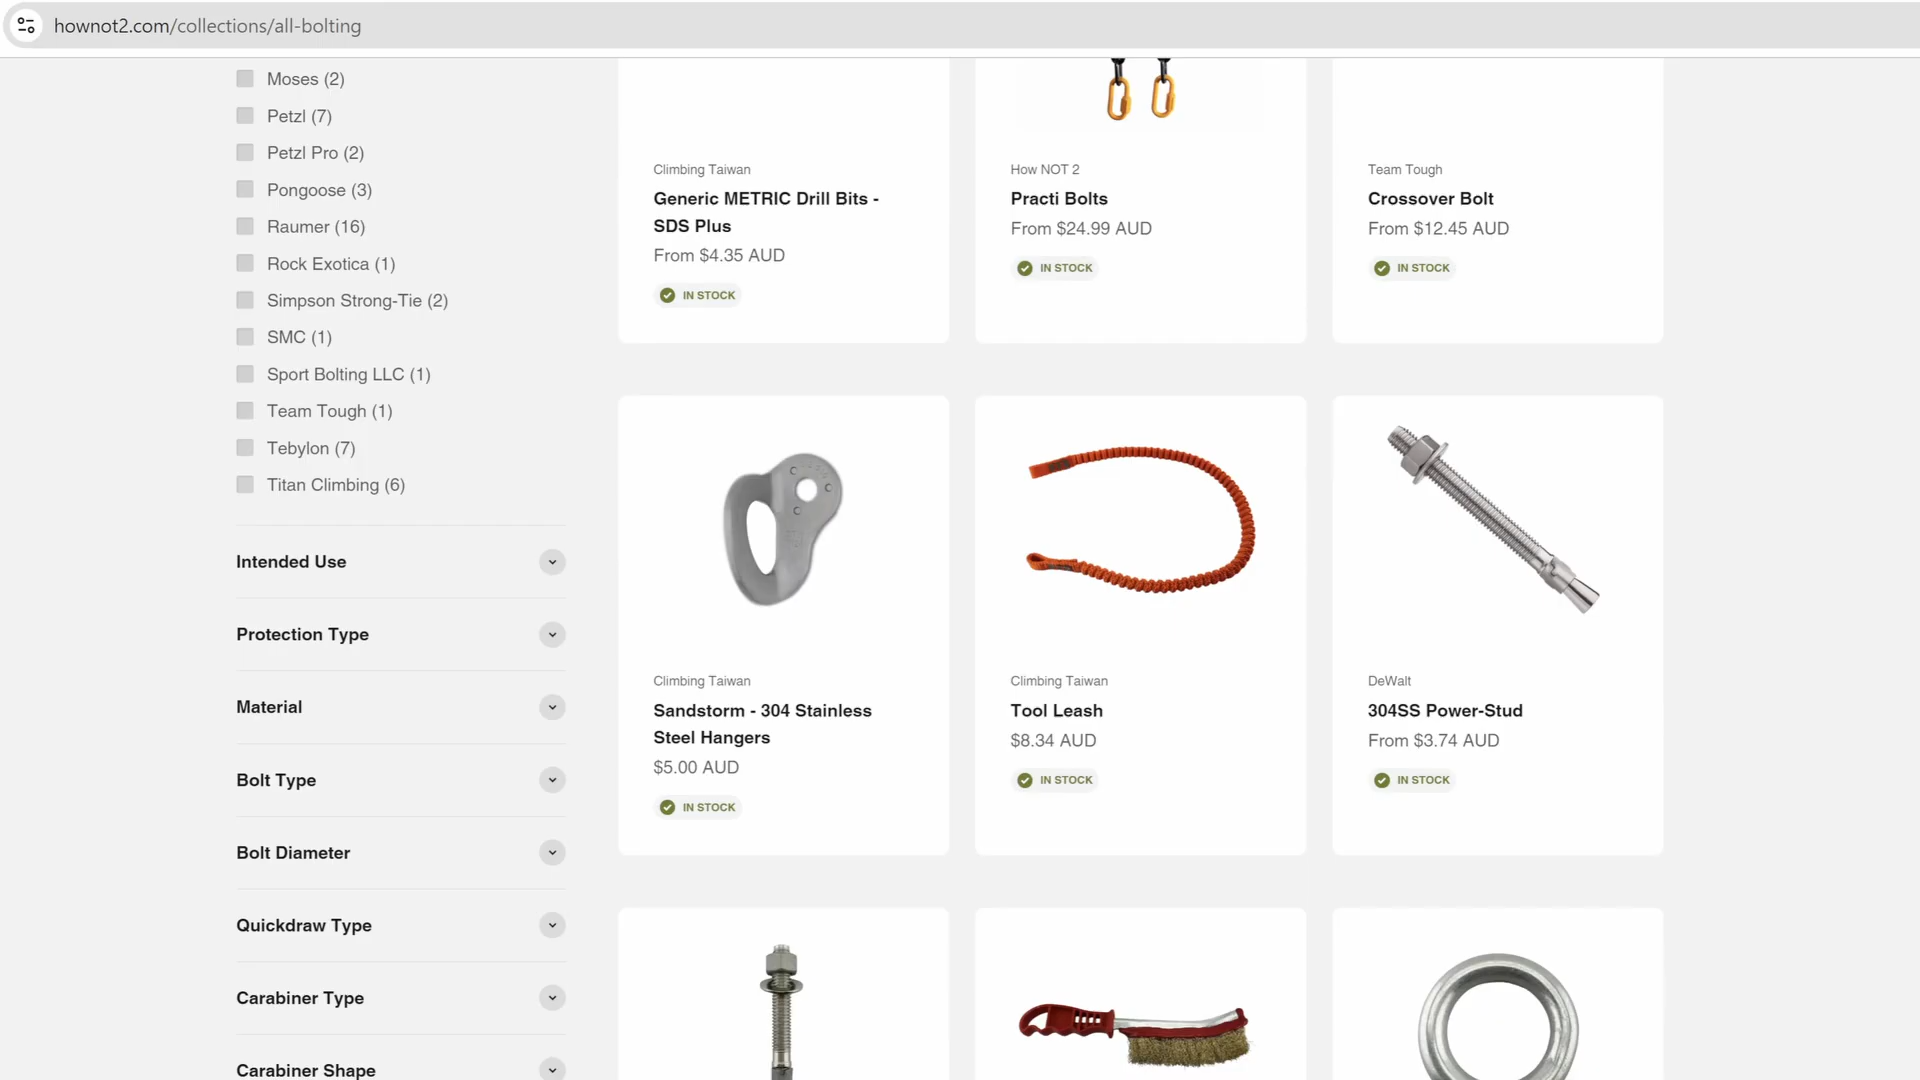 hownot2.com/collections/all-bolting
Moses (2)
Petzl (7)
Petzl Pro (2)
Pongoose (3)
Raumer (16)
Rock Exotica (1)
Simpson Strong-Tie (2)
SMC (1)
Sport Bolting LLC (1)
Team Tough (1)
Tebylon (7)
Titan Climbing (6)
Intended Use
Protection Type
Material
Bolt Type
Bolt Diameter
Quickdraw Type
Carabiner Type
Carabiner Shape
Climbing Taiwan
Generic METRIC Drill Bits -
SDS Plus
From $4.35 AUD
IN STOCK
How NOT 2
Practi Bolts
From $24.99 AUD
IN STOCK
Team Tough
Crossover Bolt
From $12.45 AUD
IN STOCK
Climbing Taiwan
Sandstorm - 304 Stainless
Steel Hangers
$5.00 AUD
IN STOCK
Climbing Taiwan
Tool Leash
$8.34 AUD
IN STOCK
DeWalt
304SS Power-Stud
From $3.74 AUD
IN STOCK